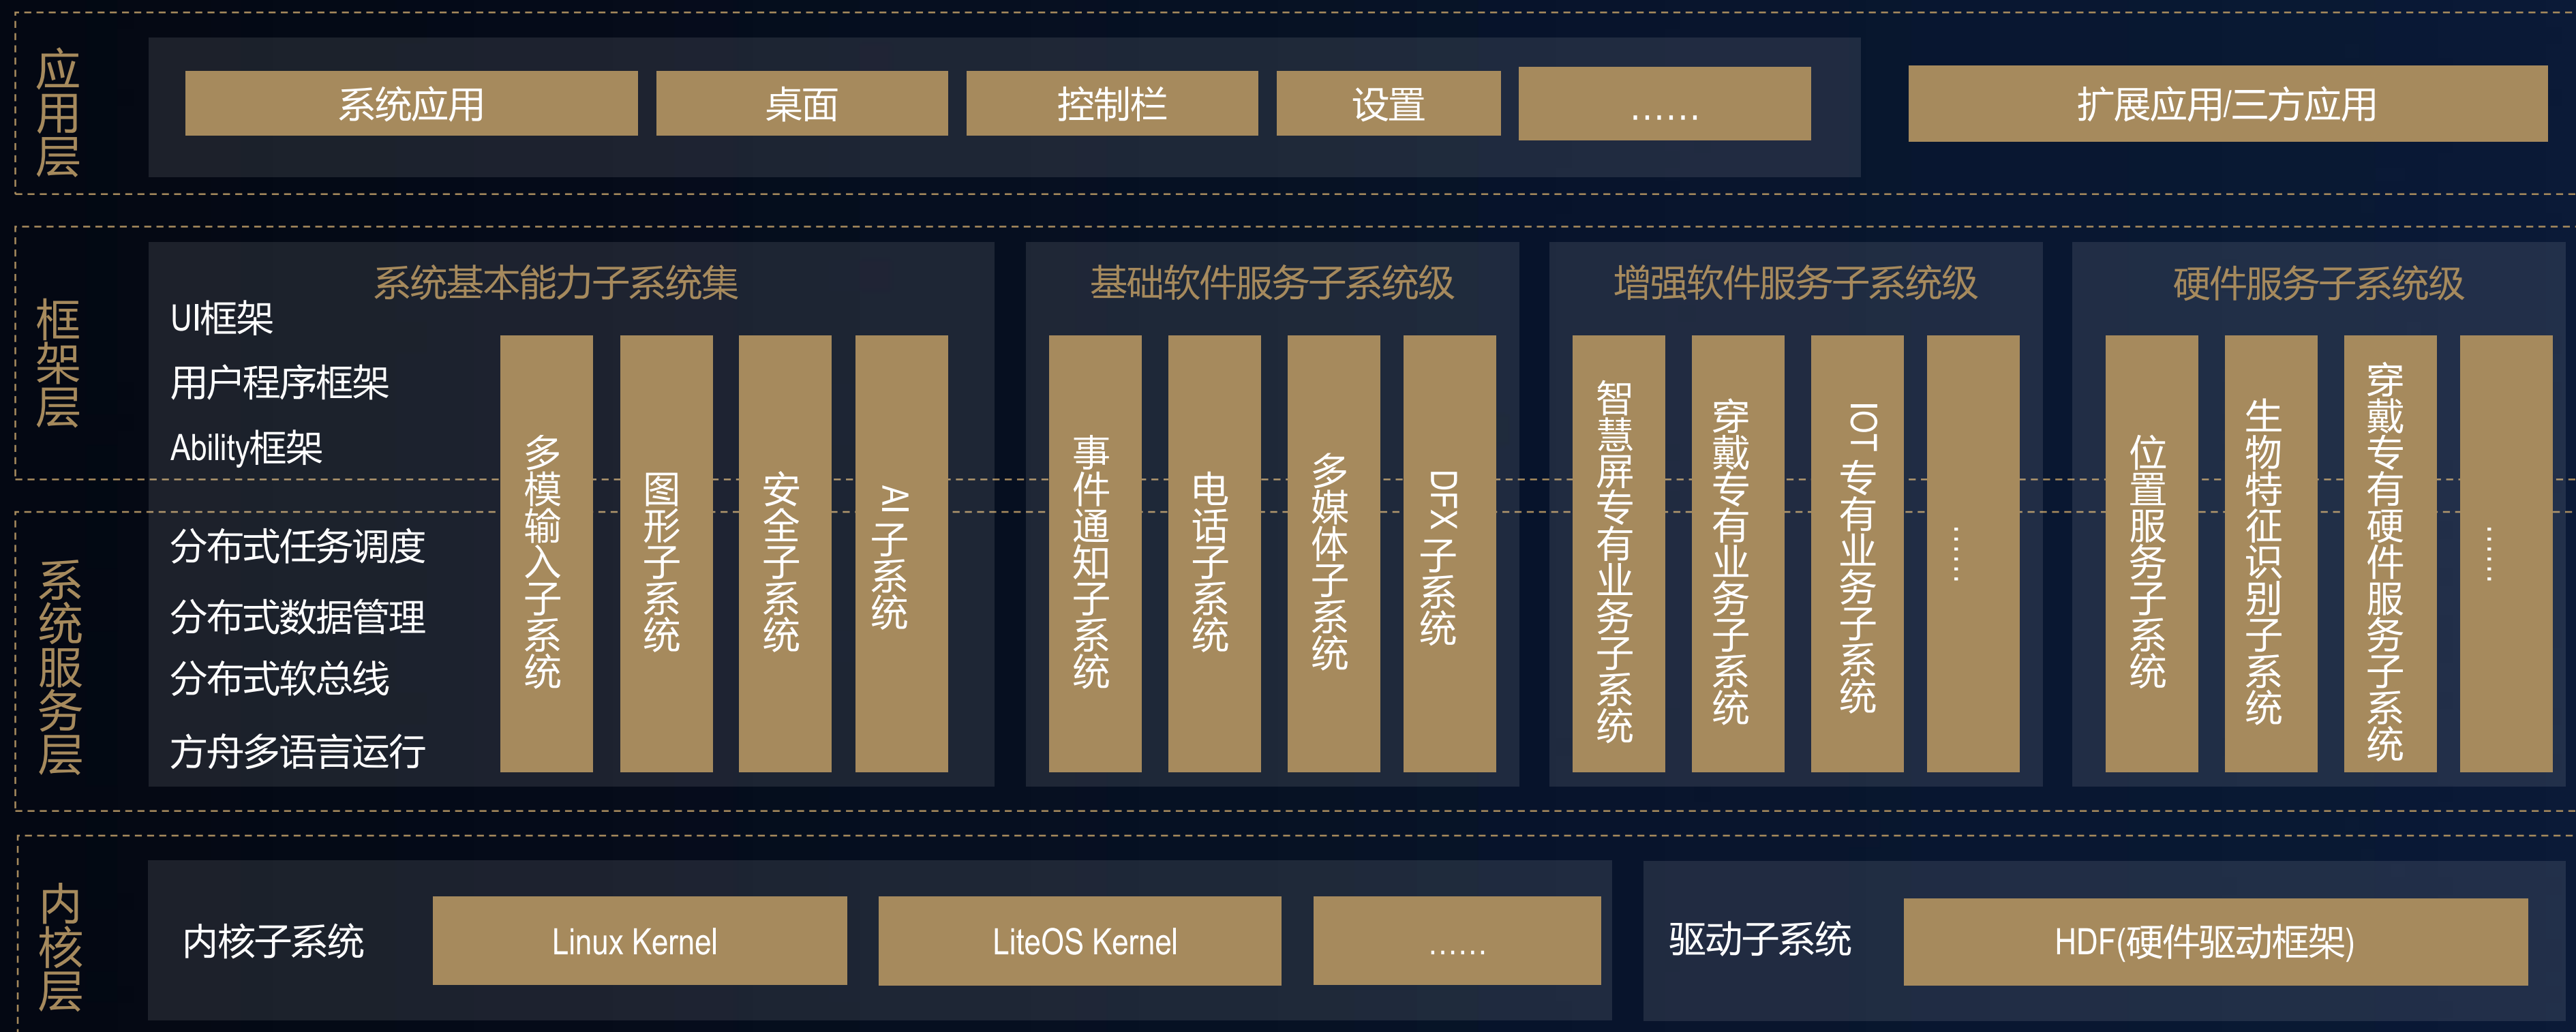 应用层
系统应用
桌面
控制栏
设置
......
扩展应用/三方应用
框架层
系统基本能力子系统集
UI框架
用户程序框架
Ability框架
系统服务层
分布式任务调度
分布式数据管理
分布式软总线
方舟多语言运行
多模输入子系统
图形子系统
安全子系统
AI 子系统
基础软件服务子系统级
事件通知子系统
电话子系统
多媒体子系统
DFX 子系统
增强软件服务子系统级
智慧屏专有业务子系统
穿戴专有业务子系统
IOT 专有业务子系统
......
硬件服务子系统级
位置服务子系统
生物特征识别子系统
穿戴专有硬件服务子系统
......
内核层
内核子系统
Linux Kernel
LiteOS Kernel
......
驱动子系统
HDF(硬件驱动框架)